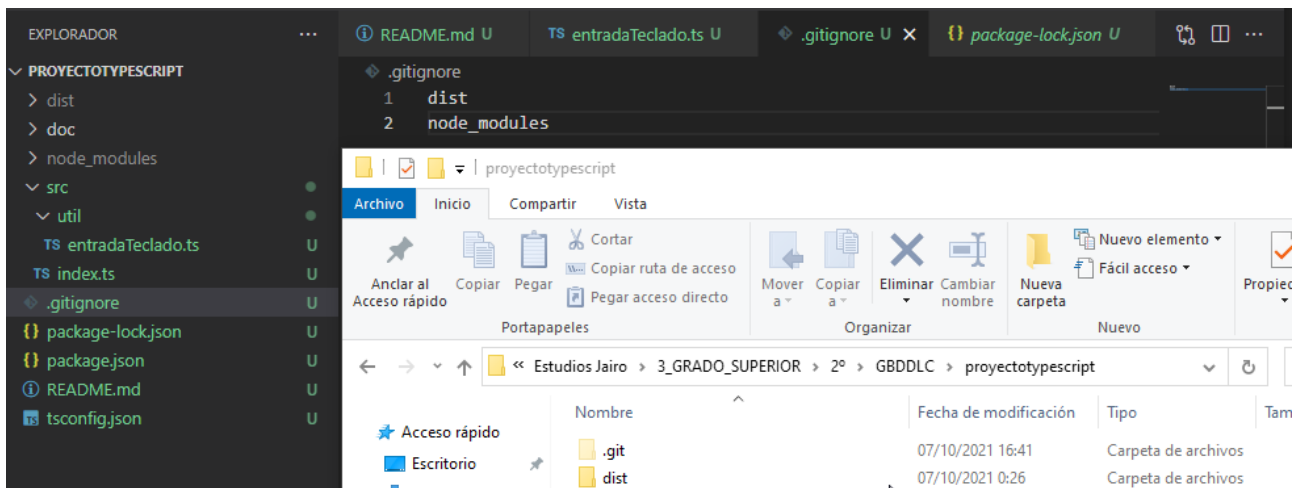 EXPLORADOR ...
PROYECTOTYPESCRIPT
dist
doc
node_modules
src
util
TS entradaTeclado.ts U
TS index.ts U
.gitignore U
{} package-lock.json U
{} package.json U
README.md U
TS tsconfig.json U
README.md U TS entradaTeclado.ts U .gitignore U {} package-lock.json U ...
.gitignore
1 dist
2 node_modules
proyectotypescript
Archivo Inicio Compartir Vista
Anclar al Acceso rápido
Copiar
Pegar
Cortar
Copiar ruta de acceso
Pegar acceso directo
Portapapeles
Mover a
Copiar a
Eliminar
Cambiar nombre
Organizar
Nueva carpeta
Nuevo elemento
Fácil acceso
Nuevo
Propied
« Estudios Jairo > 3_GRADO_SUPERIOR > 2º > GBDDLC > proyectotypescript
Acceso rápido
Escritorio
Nombre Fecha de modificación Tipo Tam
.git 07/10/2021 16:41 Carpeta de archivos
dist 07/10/2021 0:26 Carpeta de archivos